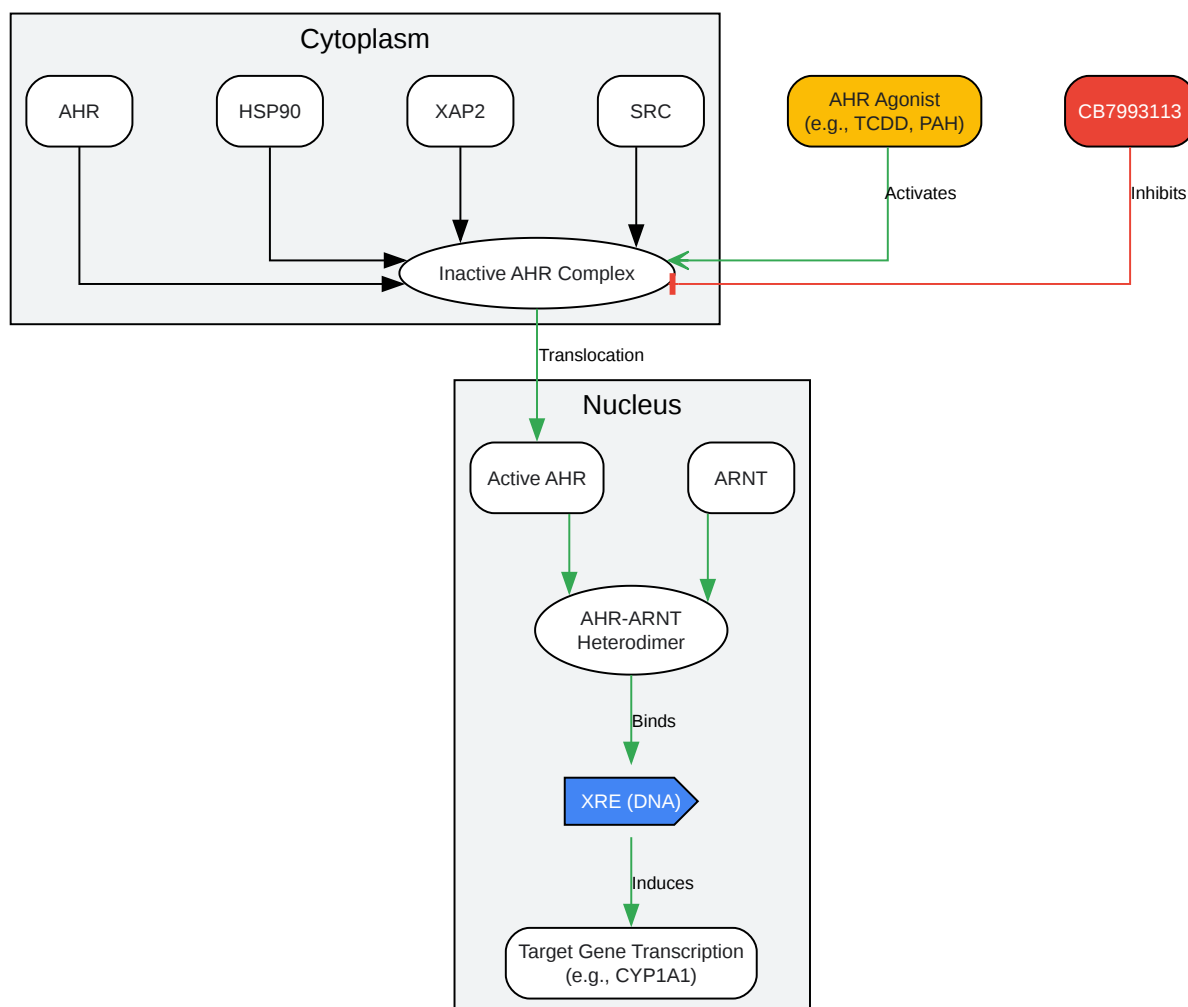 Cytoplasm
AHR
HSP90
XAP2
SRC
AHR Agonist
(e.g., TCDD, PAH)
CB7993113
Activates
Inhibits
Inactive AHR Complex
Translocation
Nucleus
Active AHR
ARNT
AHR-ARNT
Heterodimer
Binds
XRE (DNA)
Induces
Target Gene Transcription
(e.g., CYP1A1)